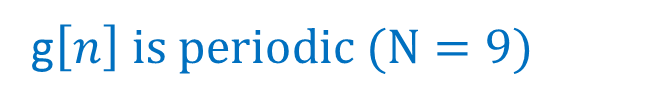 g[n] is periodic (N = 9)